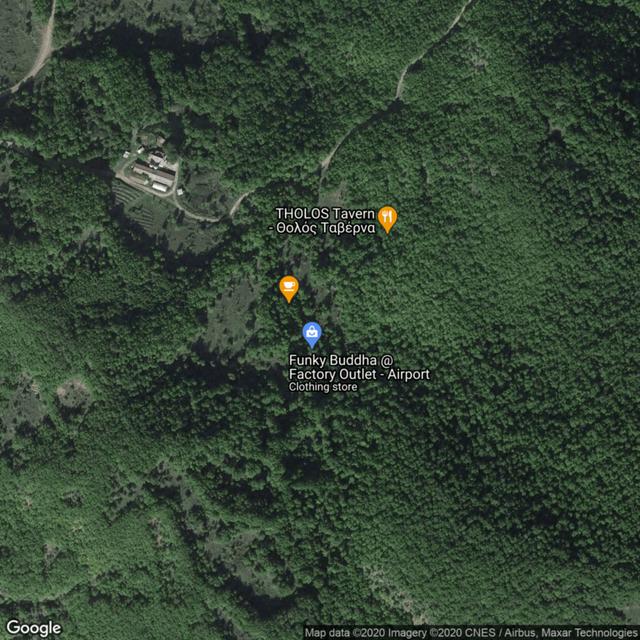 THOLOS Tavern
- Θολός Ταβέρνα
Funky Buddha @
Factory Outlet - Airport
Clothing store
Google
Map data ©2020 Imagery ©2020 CNES / Airbus, Maxar Technologies